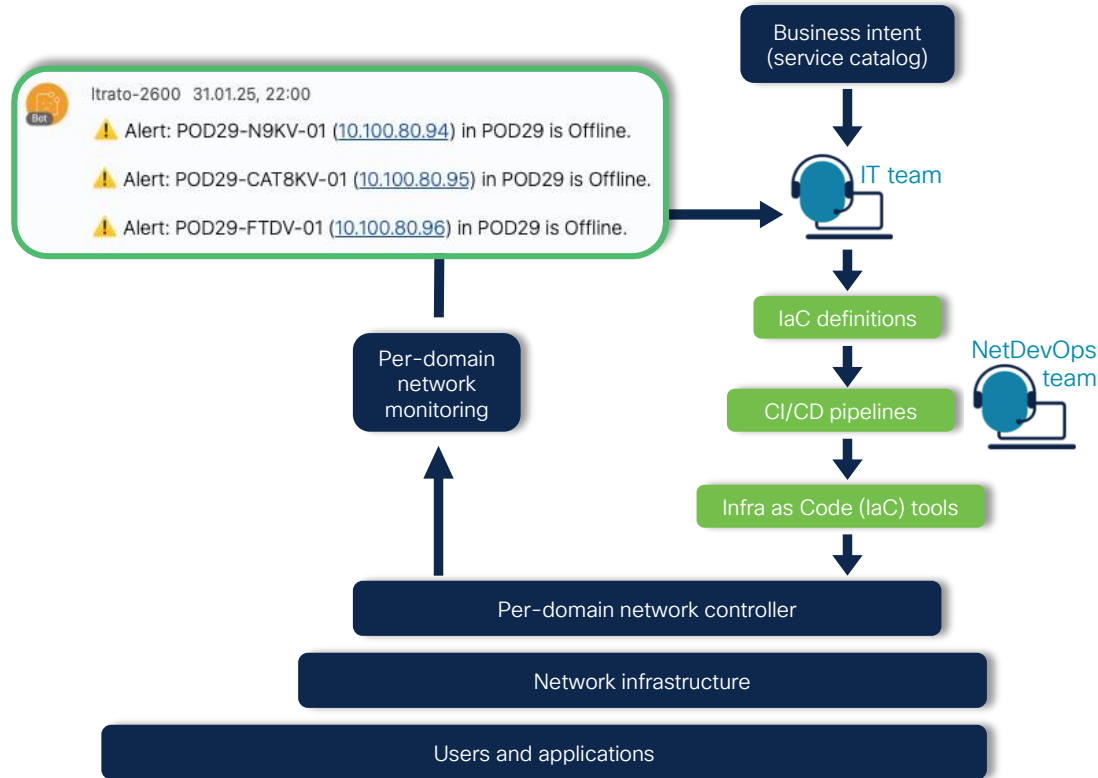 Business intent
(service catalog)
ltrato-2600 31.01.25, 22:00
Bot
⚠ Alert: POD29-N9KV-01 (10.100.80.94) in POD29 is Offline.
⚠ Alert: POD29-CAT8KV-01 (10.100.80.95) in POD29 is Offline.
⚠ Alert: POD29-FTDV-01 (10.100.80.96) in POD29 is Offline.
IT team
IaC definitions
NetDevOps
team
Per-domain
network
monitoring
CI/CD pipelines
Infra as Code (IaC) tools
Per-domain network controller
Network infrastructure
Users and applications